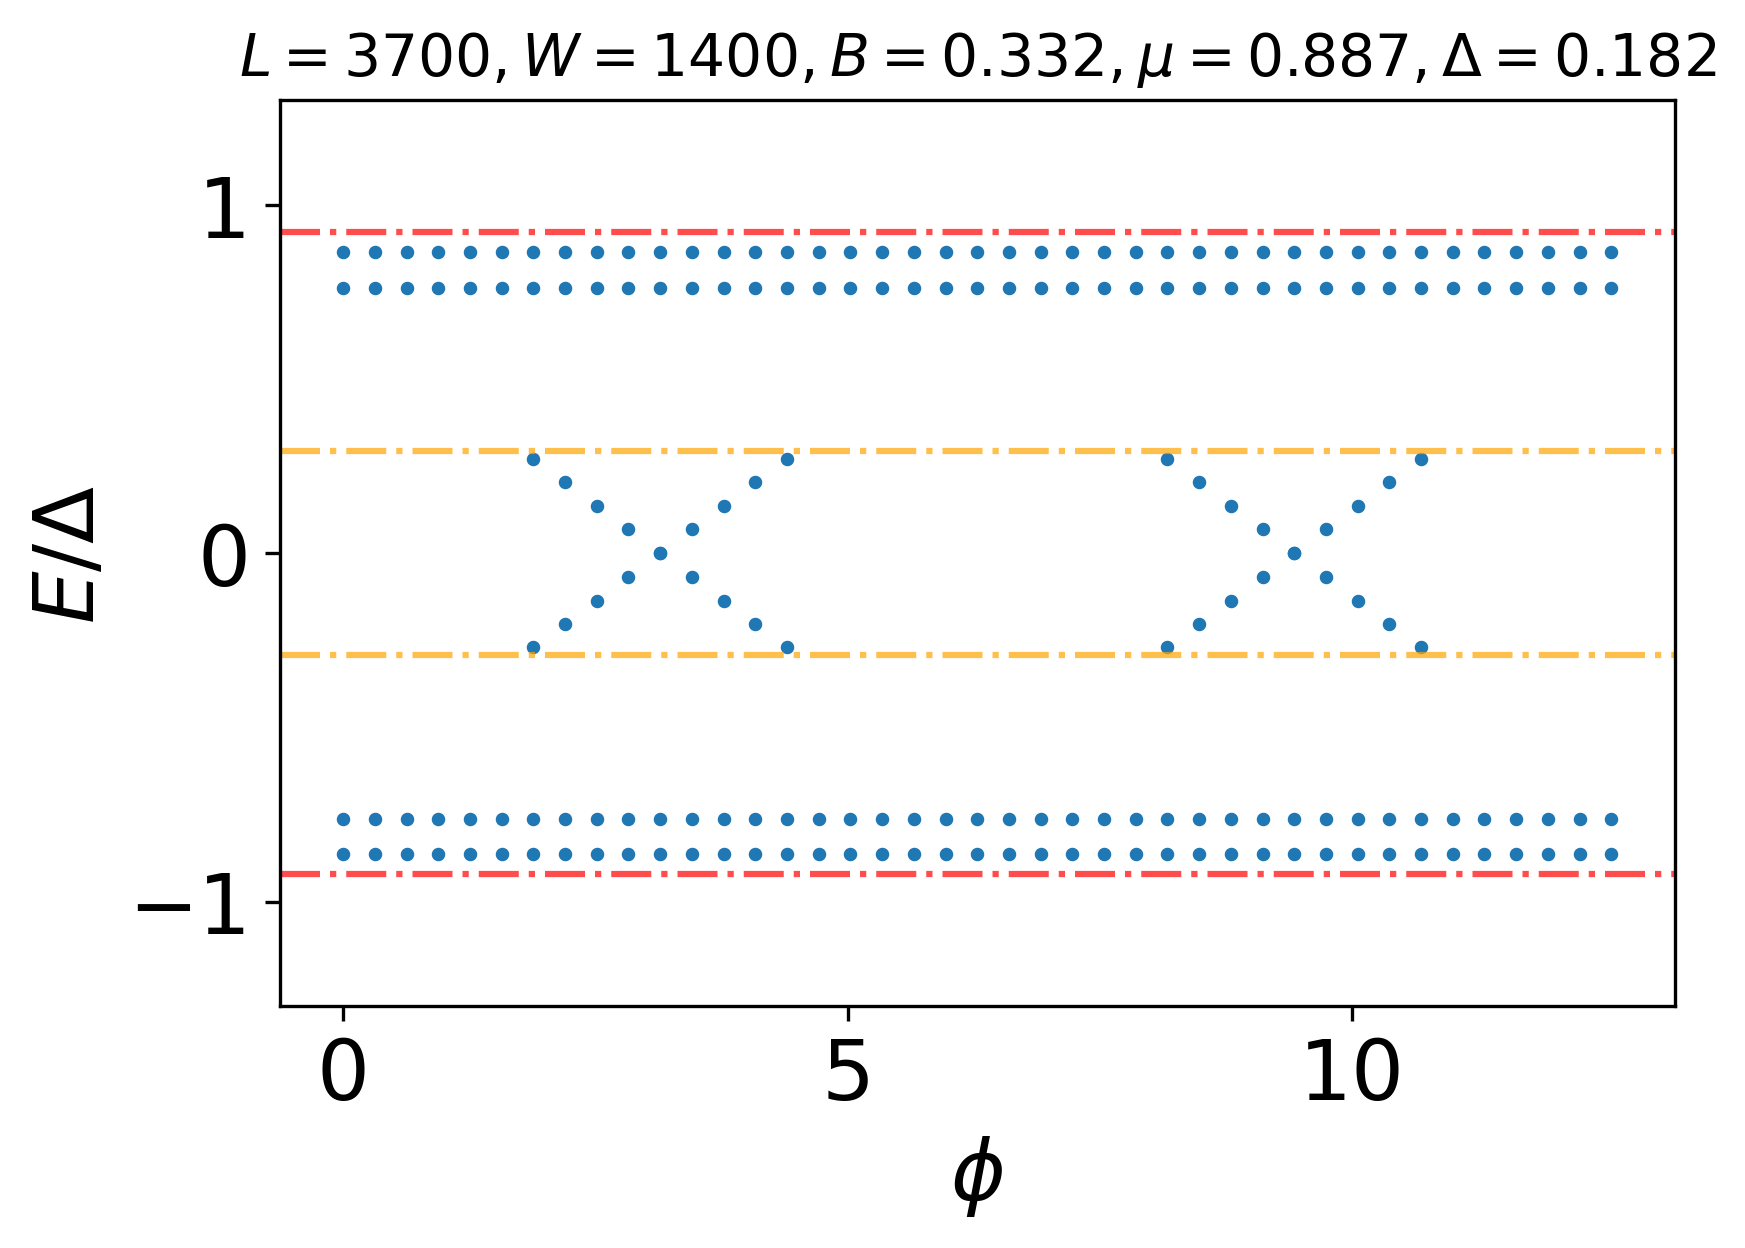 L = 3700, W = 1400, B = 0.332, μ = 0.887, Δ = 0.182
1
0
−1
E/Δ
0 5 10
ϕ